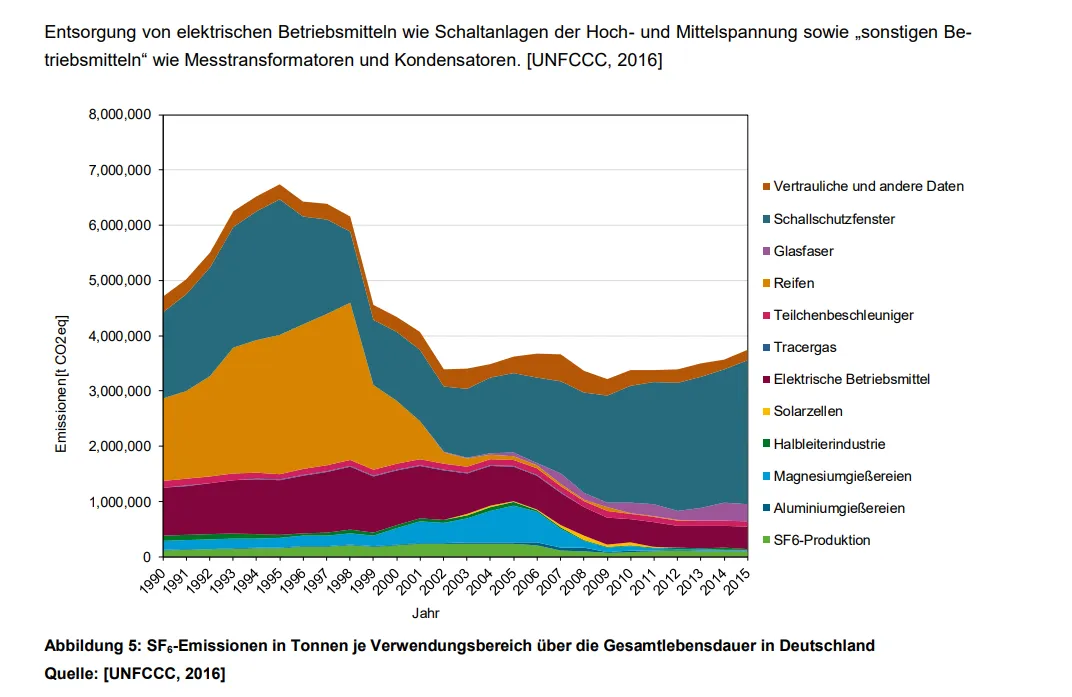 Entsorgung von elektrischen Betriebsmitteln wie Schaltanlagen der Hoch- und Mittelspannung sowie „sonstigen Be-
triebsmitteln“ wie Messtransformatoren und Kondensatoren. [UNFCCC, 2016]
8,000,000
7,000,000
6,000,000
5,000,000
4,000,000
3,000,000
2,000,000
1,000,000
0
Emissionen[t CO2eq]
1990
1991
1992
1993
1994
1995
1996
1997
1998
1999
2000
2001
2002
2003
2004
2005
2006
2007
2008
2009
2010
2011
2012
2013
2014
2015
Jahr
Vertrauliche und andere Daten
Schallschutzfenster
Glasfaser
Reifen
Teilchenbeschleuniger
Tracergas
Elektrische Betriebsmittel
Solarzellen
Halbleiterindustrie
Magnesiumgießereien
Aluminiumgießereien
SF6-Produktion
Abbildung 5: SF₆-Emissionen in Tonnen je Verwendungsbereich über die Gesamtlebensdauer in Deutschland
Quelle: [UNFCCC, 2016]